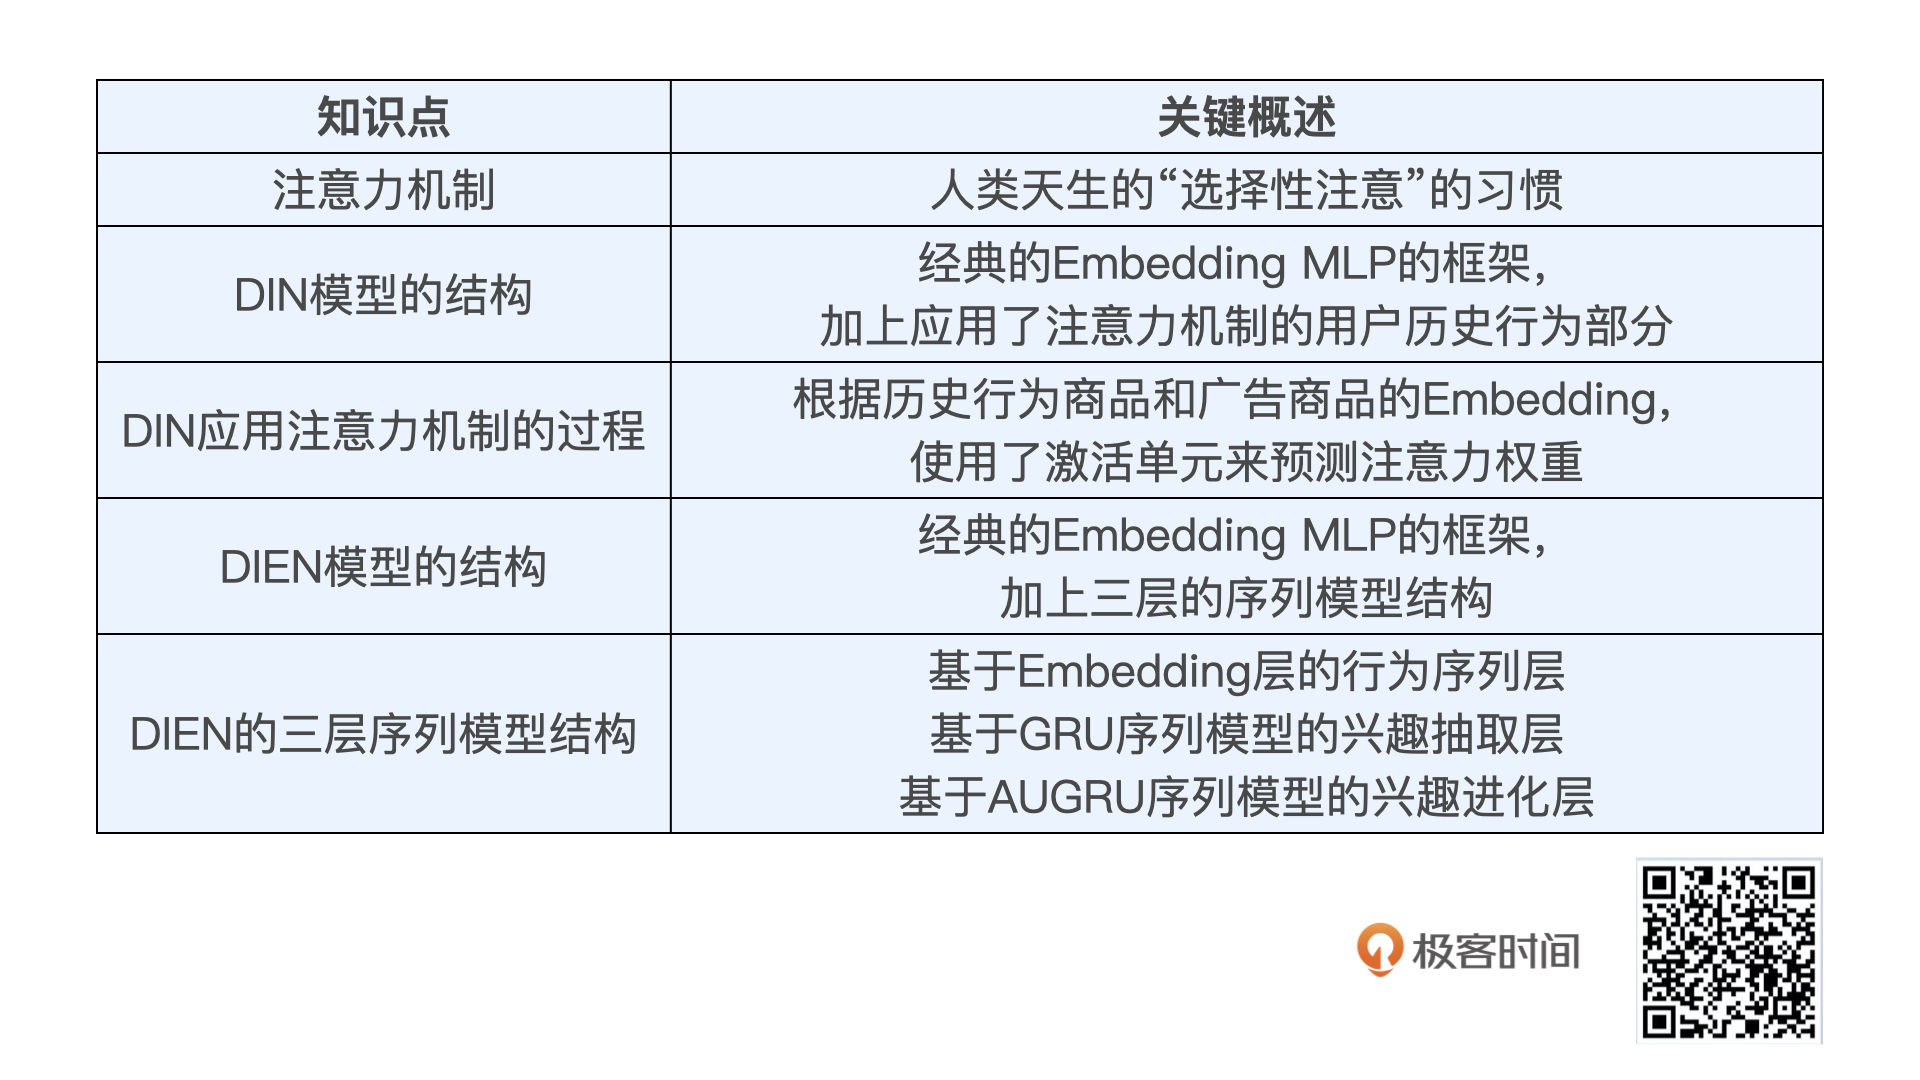 知识点
关键概述
注意力机制
人类天生的“选择性注意”的习惯
DIN模型的结构
经典的Embedding MLP的框架，
加上应用了注意力机制的用户历史行为部分
DIN应用注意力机制的过程
根据历史行为商品和广告商品的Embedding，
使用了激活单元来预测注意力权重
DIEN模型的结构
经典的Embedding MLP的框架，
加上三层的序列模型结构
DIEN的三层序列模型结构
基于Embedding层的行为序列层
基于GRU序列模型的兴趣抽取层
基于AUGRU序列模型的兴趣进化层
极客时间